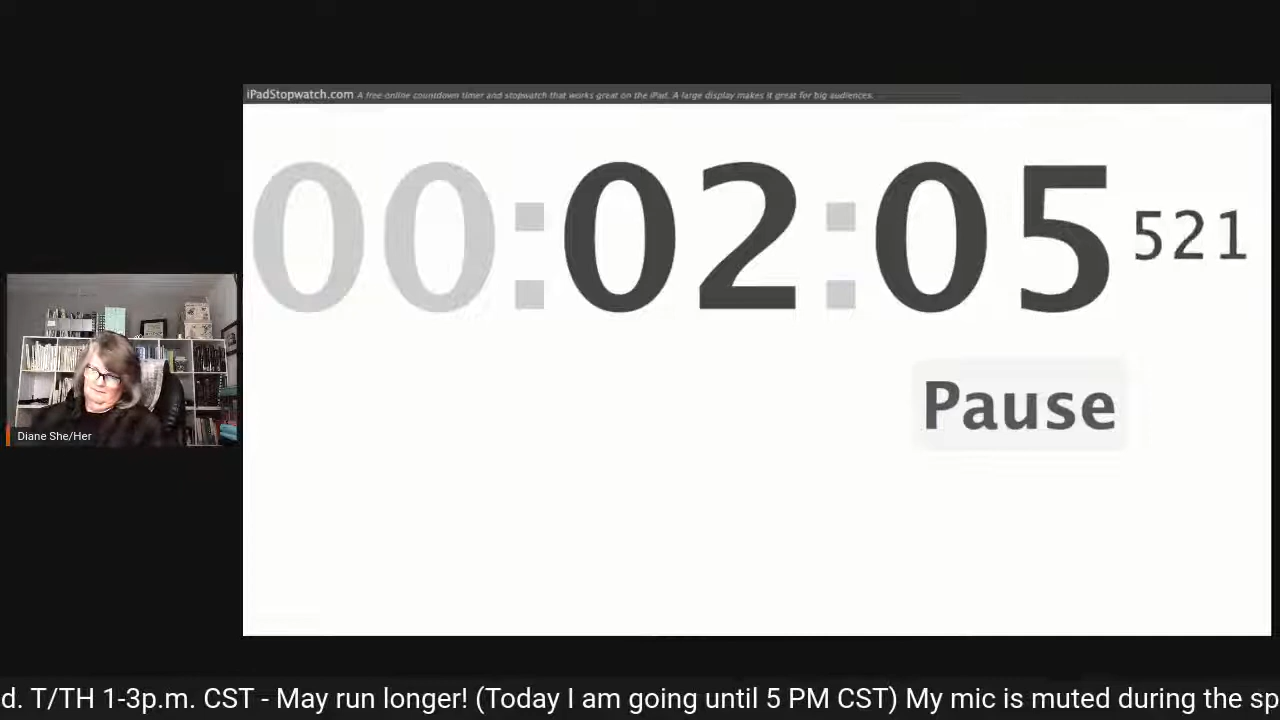 iPadStopwatch.com A free online countdown timer and stopwatch that works great on the iPad. A large display makes it great for big audiences.
00:02:05 521
Pause
Diane She/Her
d. T/TH 1-3p.m. CST - May run longer! (Today I am going until 5 PM CST) My mic is muted during the sp